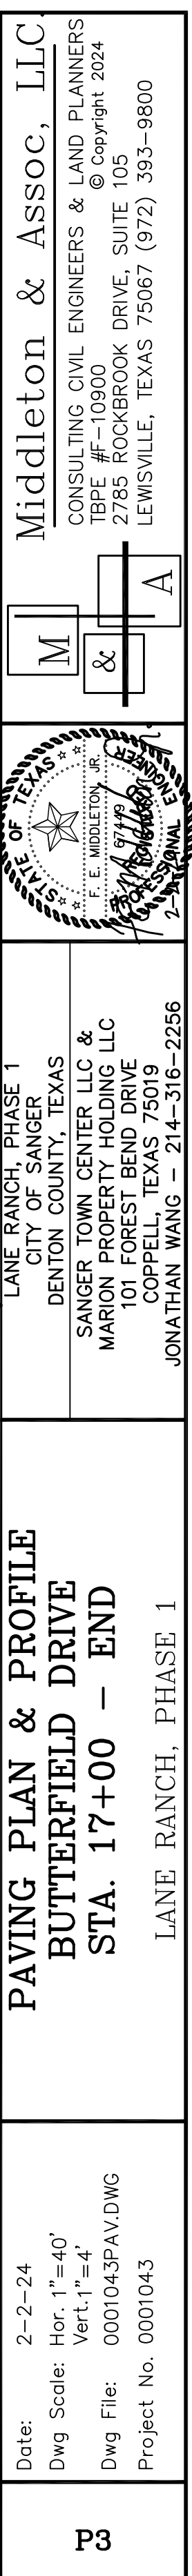 Middleton & Assoc, LLC.
CONSULTING CIVIL ENGINEERS & LAND PLANNERS
TBPE #F-10900 © Copyright 2024
2785 ROCKBROOK DRIVE, SUITE 105
LEWISVILLE, TEXAS 75067 (972) 393-9800
M
&
A
STATE OF TEXAS
F. E. MIDDLETON, JR.
67449
PROFESSIONAL ENGINEER
LANE RANCH, PHASE 1
CITY OF SANGER
DENTON COUNTY, TEXAS
SANGER TOWN CENTER LLC &
MARION PROPERTY HOLDING LLC
101 FOREST BEND DRIVE
COPPELL, TEXAS 75019
JONATHAN WANG - 214-316-2256
PAVING PLAN & PROFILE
BUTTERFIELD DRIVE
STA. 17+00 - END
LANE RANCH, PHASE 1
Date: 2-2-24
Dwg Scale: Hor. 1"=40'
Vert.1"=4'
Dwg File: 0001043PAV.DWG
Project No. 0001043
P3